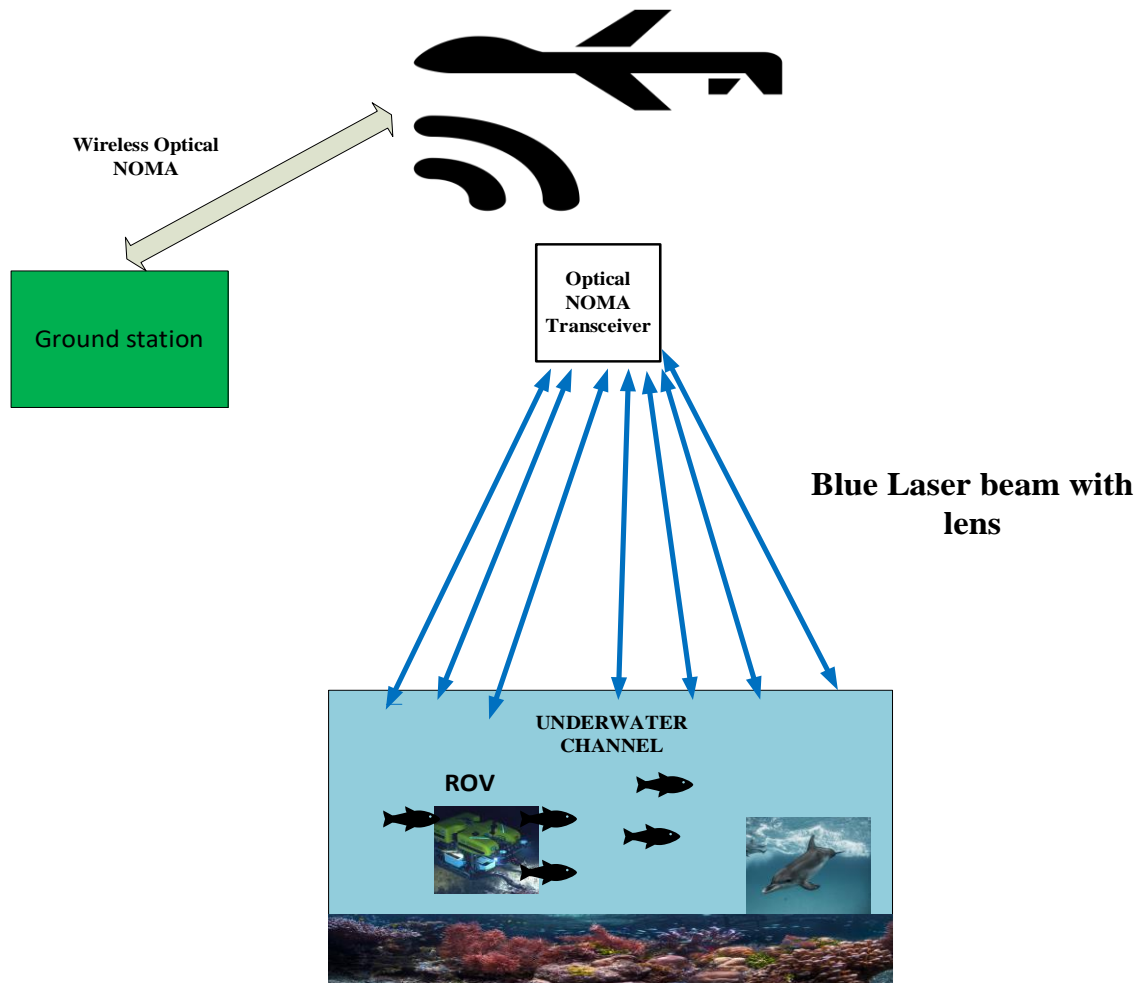 Wireless Optical
NOMA
Optical
NOMA
Transceiver
Ground station
Blue Laser beam with
lens
UNDERWATER
CHANNEL
ROV